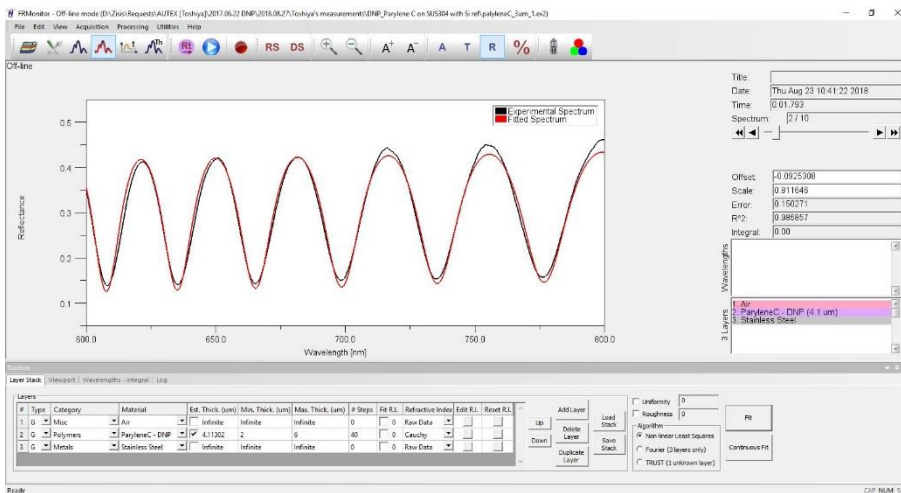 FRMonitor - Off-line mode (D:\Zisis\Requests\AUTEX [Toshiya]\2017.06.22 DNP\2018.08.27\Toshiya's measurements\DNP_Parylene C on SUS304 with Si ref\palyleneC_3um_1.ex2)
File Edit View Acquisition Processing Utilities Help
Th Rt RS DS A+ A- A T R %
Off-line
Title:
Date: Thu Aug 23 10:41:22 2018
Time: 0:01.793
Spectrum: 2 / 10
Experimental Spectrum
Fitted Spectrum
0.5
0.4
0.3
0.2
0.1
Reflectance
600.0 650.0 700.0 750.0 800.0
Wavelength [nm]
Offset: -0.0925308
Scale: 0.811646
Error: 0.150271
R^2: 0.985857
Integral: 0.00
Wavelengths
3 Layers
1. Air
2. ParyleneC - DNP (4.1 um)
3. Stainless Steel
Toolbox
Layer Stack Viewport Wavelengths - Integral Log
Layers
# Type Category Material Est. Thick. (um) Min. Thick. (um) Max. Thick. (um) # Steps Fit R.I. Refractive Index Edit R.I. Reset R.I.
1 G Misc Air Infinite Infinite Infinite 0 0 Raw Data
2 G Polymers ParyleneC - DNP 4.11302 2 6 40 0 Cauchy
3 G Metals Stainless Steel Infinite Infinite Infinite 0 0 Raw Data
Up
Down
Add Layer
Delete Layer
Duplicate Layer
Load Stack
Save Stack
Uniformity 0
Roughness 0
Algorithm
Non-linear Least Squares
Fourier (3 layers only)
TRUST (1 unknown layer)
Fit
Continuous Fit
Ready
CAP NUM